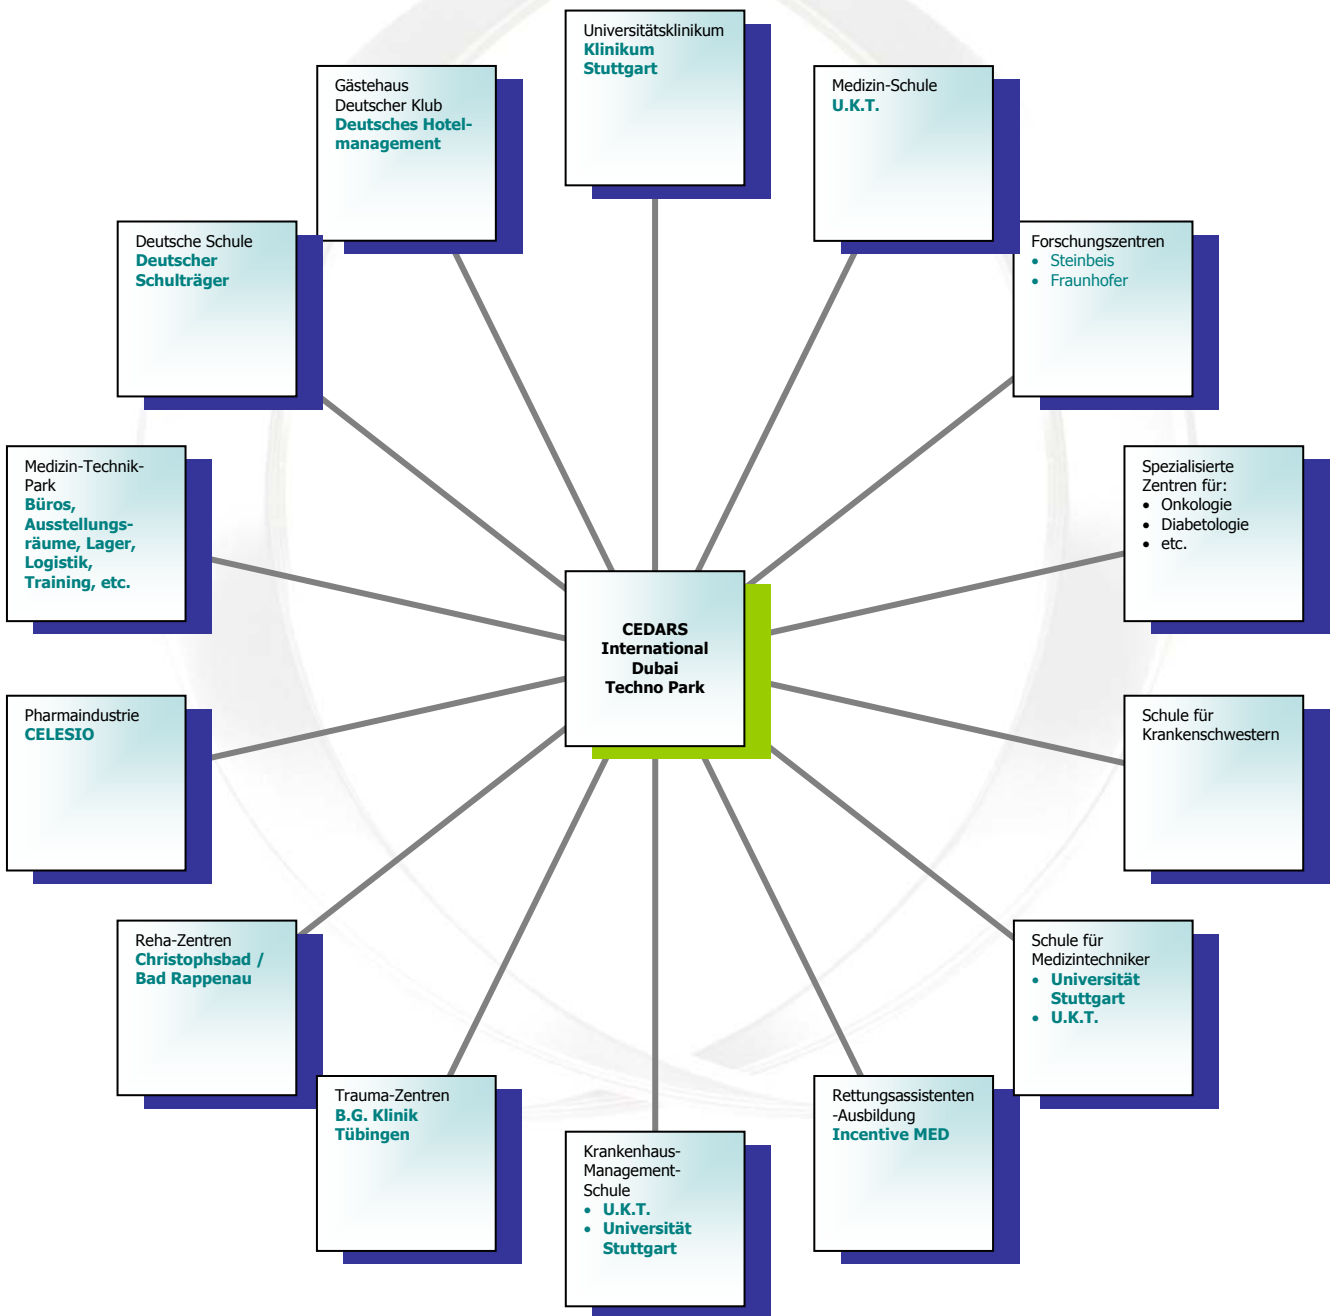 Universitätsklinikum
Klinikum
Stuttgart
Gästehaus
Deutscher Klub
Deutsches Hotel-
management
Medizin-Schule
U.K.T.
Deutsche Schule
Deutscher
Schulträger
Forschungszentren
• Steinbeis
• Fraunhofer
Medizin-Technik-
Park
Büros,
Ausstellungs-
räume, Lager,
Logistik,
Training, etc.
Spezialisierte
Zentren für:
• Onkologie
• Diabetologie
• etc.
CEDARS
International
Dubai
Techno Park
Pharmaindustrie
CELESIO
Schule für
Krankenschwestern
Reha-Zentren
Christophsbad /
Bad Rappenau
Schule für
Medizintechniker
• Universität
Stuttgart
• U.K.T.
Trauma-Zentren
B.G. Klinik
Tübingen
Rettungsassistenten
-Ausbildung
Incentive MED
Krankenhaus-
Management-
Schule
• U.K.T.
• Universität
Stuttgart